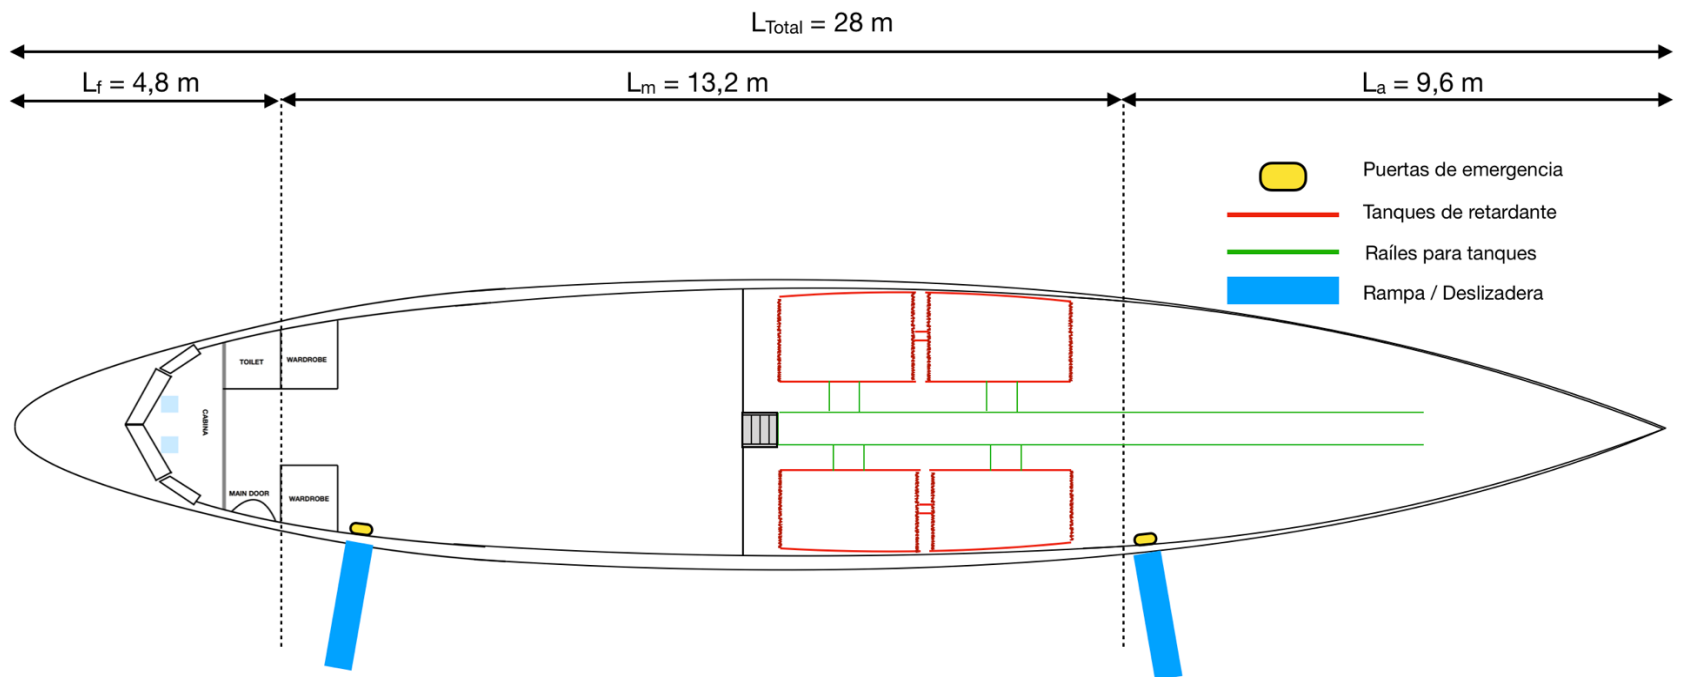 LTotal = 28 m
Lf = 4,8 m
Lm = 13,2 m
La = 9,6 m
Puertas de emergencia
Tanques de retardante
Raíles para tanques
Rampa / Deslizadera
TOILET
WARDROBE
CABINA
MAIN DOOR
WARDROBE